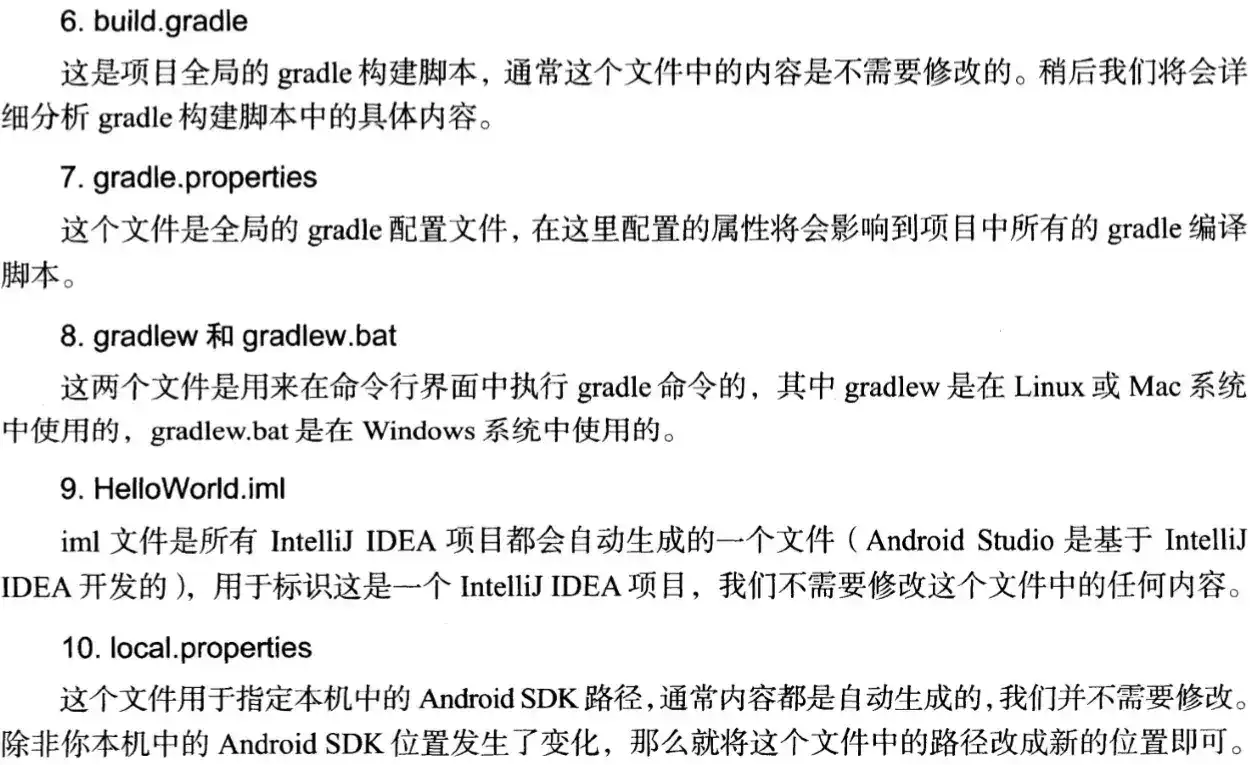 6. build.gradle
这是项目全局的 gradle 构建脚本，通常这个文件中的内容是不需要修改的。稍后我们将会详
细分析 gradle 构建脚本中的具体内容。
7. gradle.properties
这个文件是全局的 gradle 配置文件，在这里配置的属性将会影响到项目中所有的 gradle 编译
脚本。
8. gradlew 和 gradlew.bat
这两个文件是用来在命令行界面中执行 gradle 命令的，其中 gradlew 是在 Linux 或 Mac 系统
中使用的，gradlew.bat 是在 Windows 系统中使用的。
9. HelloWorld.iml
iml 文件是所有 IntelliJ IDEA 项目都会自动生成的一个文件（Android Studio 是基于 IntelliJ
IDEA 开发的），用于标识这是一个 IntelliJ IDEA 项目，我们不需要修改这个文件中的任何内容。
10. local.properties
这个文件用于指定本机中的 Android SDK 路径，通常内容都是自动生成的，我们并不需要修改。
除非你本机中的 Android SDK 位置发生了变化，那么就将这个文件中的路径改成新的位置即可。